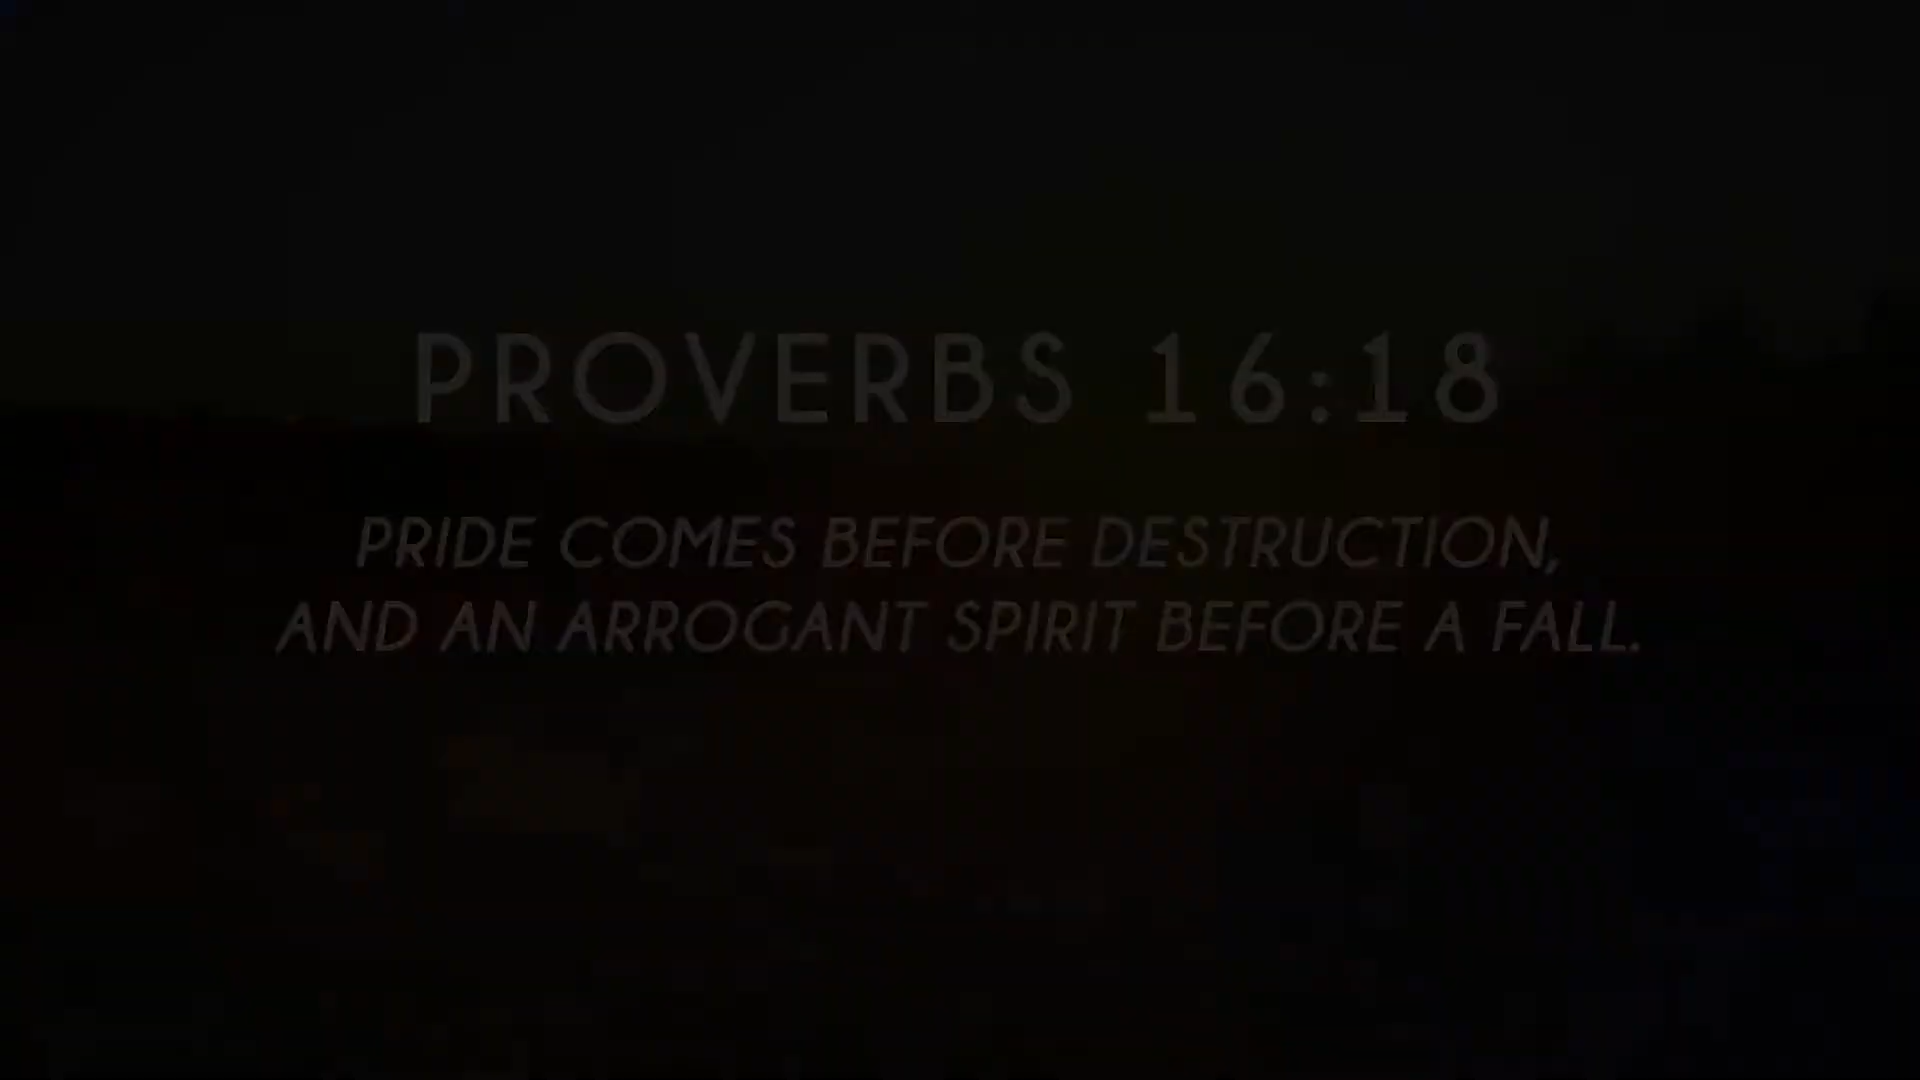 PROVERBS 16:18
PRIDE COMES BEFORE DESTRUCTION,
AND AN ARROGANT SPIRIT BEFORE A FALL.